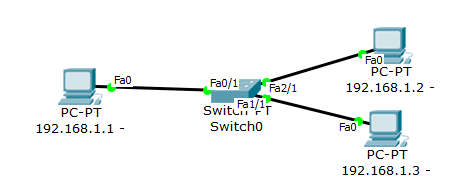 Fa0
PC-PT
192.168.1.1 -
Fa0/1
Fa2/1
Switch-PT
Fa1/1
Switch0
Fa0
PC-PT
192.168.1.2 -
Fa0
PC-PT
192.168.1.3 -